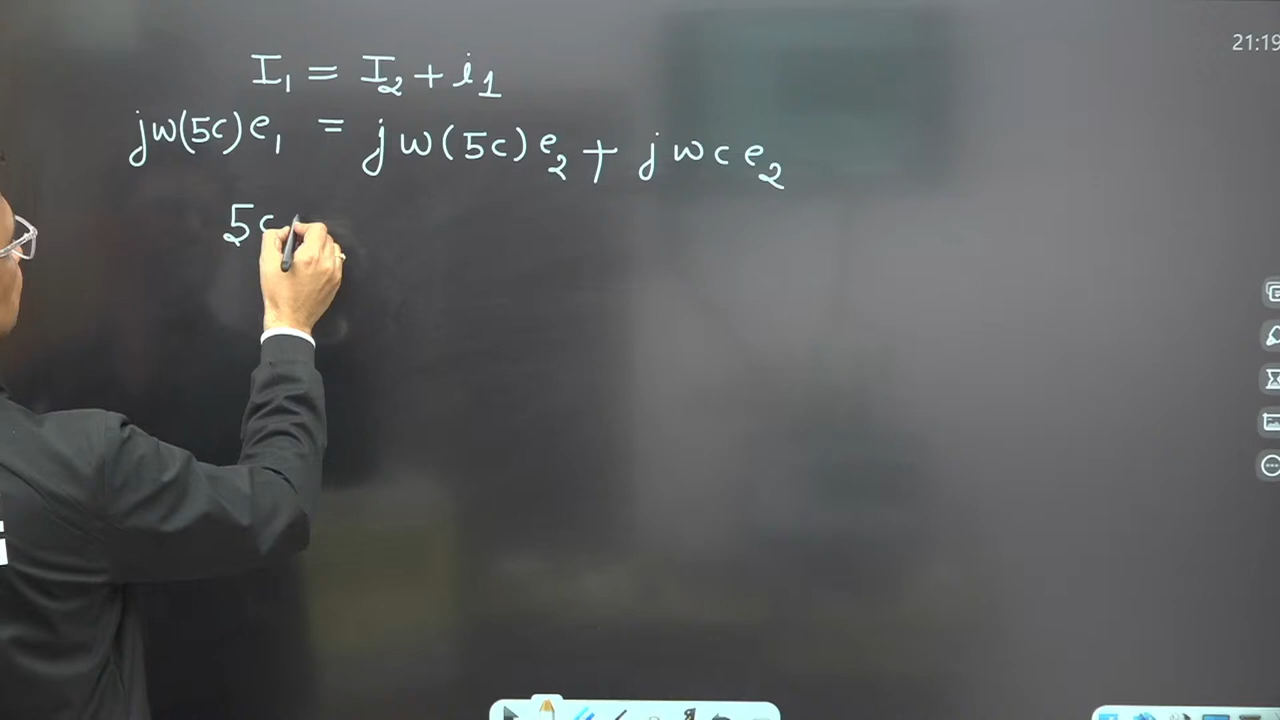 21:19
I₁ = I₂ + i₁
jw(5c)e₁ = jw(5c)e₂ + jwce₂
5c